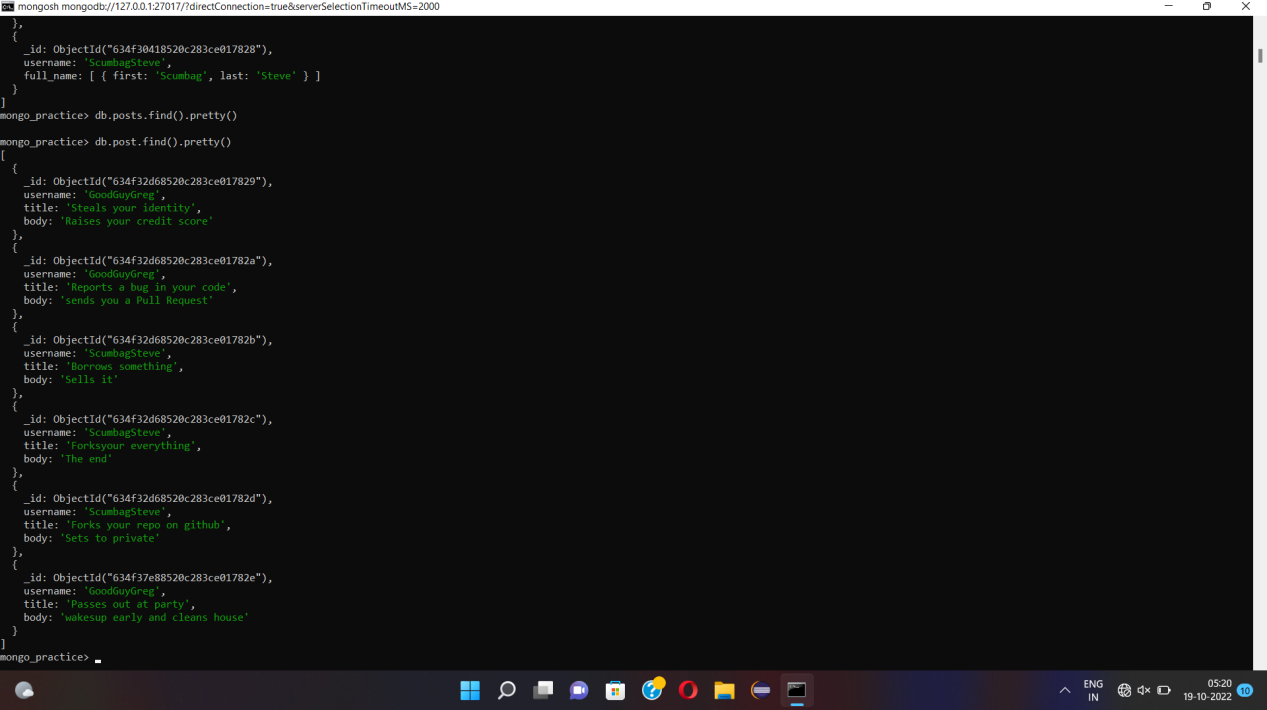 mongosh mongodb://127.0.0.1:27017/?directConnection=true&serverSelectionTimeoutMS=2000
},
{
_id: ObjectId("634f30418520c283ce017828"),
username: 'ScumbagSteve',
full_name: [ { first: 'Scumbag', last: 'Steve' } ]
}
]
mongo_practice> db.posts.find().pretty()
mongo_practice> db.post.find().pretty()
[
{
_id: ObjectId("634f32d68520c283ce017829"),
username: 'GoodGuyGreg',
title: 'Steals your identity',
body: 'Raises your credit score'
},
{
_id: ObjectId("634f32d68520c283ce01782a"),
username: 'GoodGuyGreg',
title: 'Reports a bug in your code',
body: 'sends you a Pull Request'
},
{
_id: ObjectId("634f32d68520c283ce01782b"),
username: 'ScumbagSteve',
title: 'Borrows something',
body: 'Sells it'
},
{
_id: ObjectId("634f32d68520c283ce01782c"),
username: 'ScumbagSteve',
title: 'Forksyour everything',
body: 'The end'
},
{
_id: ObjectId("634f32d68520c283ce01782d"),
username: 'ScumbagSteve',
title: 'Forks your repo on github',
body: 'Sets to private'
},
{
_id: ObjectId("634f37e88520c283ce01782e"),
username: 'GoodGuyGreg',
title: 'Passes out at party',
body: 'wakesup early and cleans house'
}
]
mongo_practice>
ENG
IN
05:20
19-10-2022
10